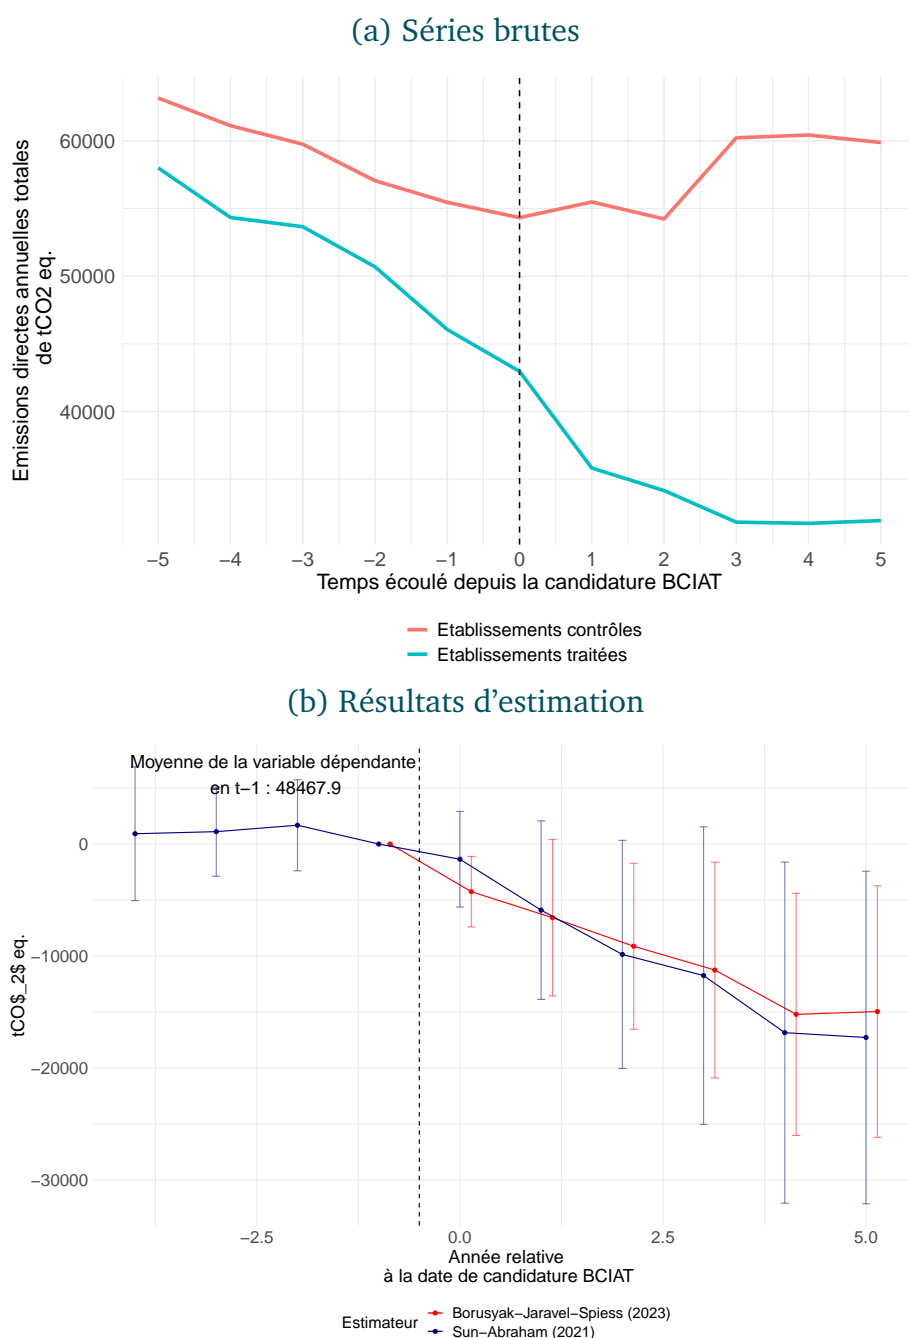 (a) Séries brutes
Emissions directes annuelles totales
de tCO2 eq.
60000
50000
40000
−5 −4 −3 −2 −1 0 1 2 3 4 5
Temps écoulé depuis la candidature BCIAT
Etablissements contrôles
Etablissements traitées
(b) Résultats d'estimation
Moyenne de la variable dépendante
en t−1 : 48467.9
tCO$_2$ eq.
0
−10000
−20000
−30000
−2.5 0.0 2.5 5.0
Année relative
à la date de candidature BCIAT
Estimateur
Borusyak−Jaravel−Spiess (2023)
Sun−Abraham (2021)